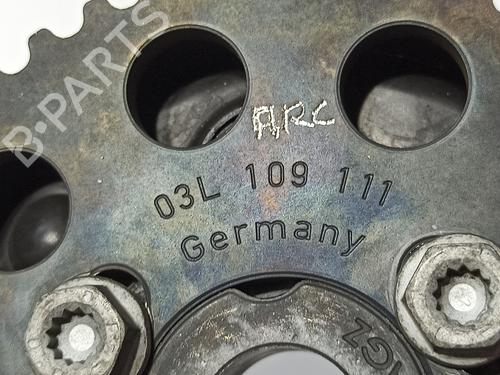 B-PARTS
ARC
03L 109 111
Germany